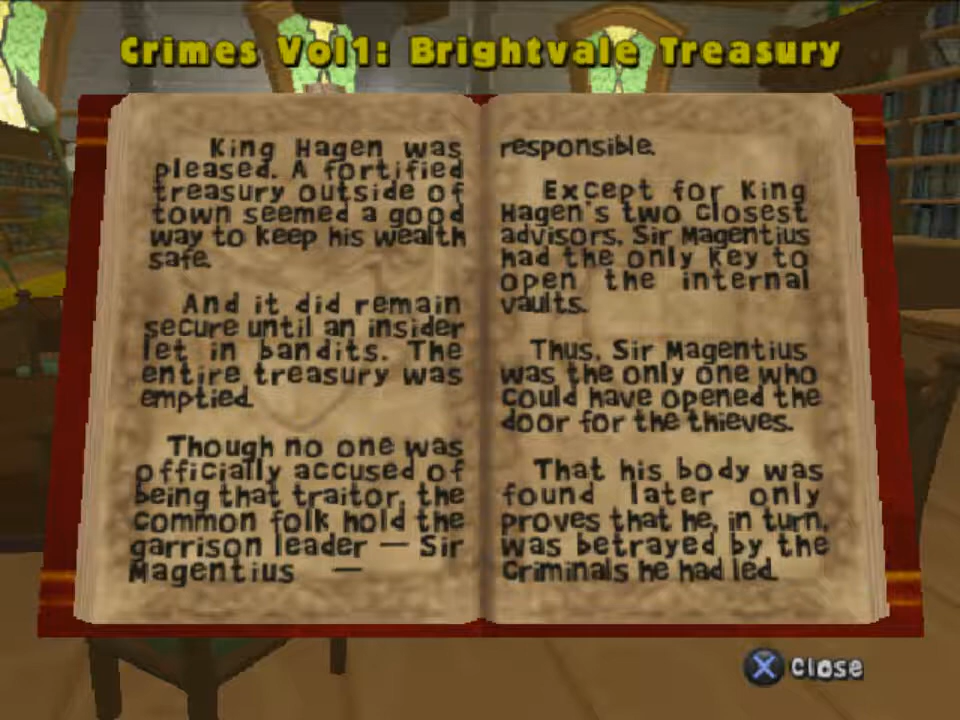 Crimes Vol1: Brightvale Treasury
King Hagen was
pleased. A fortified
treasury outside of
town seemed a good
way to keep his wealth
safe.
And it did remain
secure until an insider
let in bandits. The
entire treasury was
emptied.
Though no one was
officially accused of
being that traitor, the
common folk hold the
garrison leader — Sir
Magentius —
responsible.
Except for King
Hagen's two closest
advisors, Sir Magentius
had the only key to
open the internal
vaults.
Thus, Sir Magentius
was the only one who
could have opened the
door for the thieves.
That his body was
found later only
proves that he, in turn,
was betrayed by the
criminals he had led.
Close